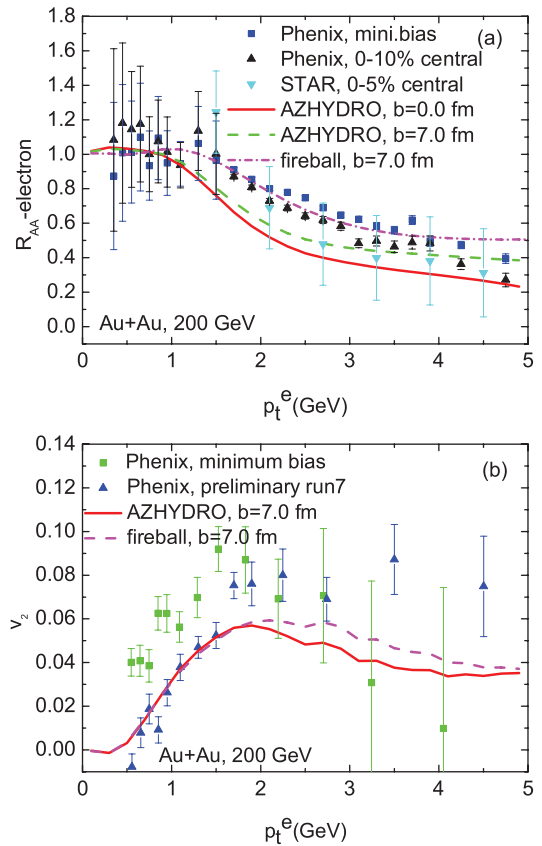 1.8
1.6
1.4
1.2
1.0
0.8
0.6
0.4
0.2
0.0
R_AA-electron
(a)
Phenix, mini.bias
Phenix, 0-10% central
STAR, 0-5% central
AZHYDRO, b=0.0 fm
AZHYDRO, b=7.0 fm
fireball, b=7.0 fm
Au+Au, 200 GeV
0 1 2 3 4 5
p_t^e(GeV)
0.14
0.12
0.10
0.08
0.06
0.04
0.02
0.00
v_2
(b)
Phenix, minimum bias
Phenix, preliminary run7
AZHYDRO, b=7.0 fm
fireball, b=7.0 fm
Au+Au, 200 GeV
0 1 2 3 4 5
p_t^e(GeV)